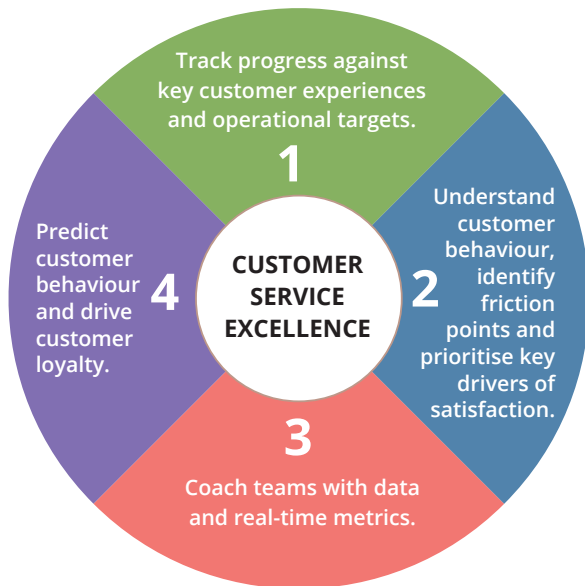 Track progress against
key customer experiences
and operational targets.
1
Understand
customer
behaviour,
identify
friction
points and
prioritise key
drivers of
satisfaction.
2
3
Coach teams with data
and real-time metrics.
Predict
customer
behaviour
and drive
customer
loyalty.
4
CUSTOMER
SERVICE
EXCELLENCE